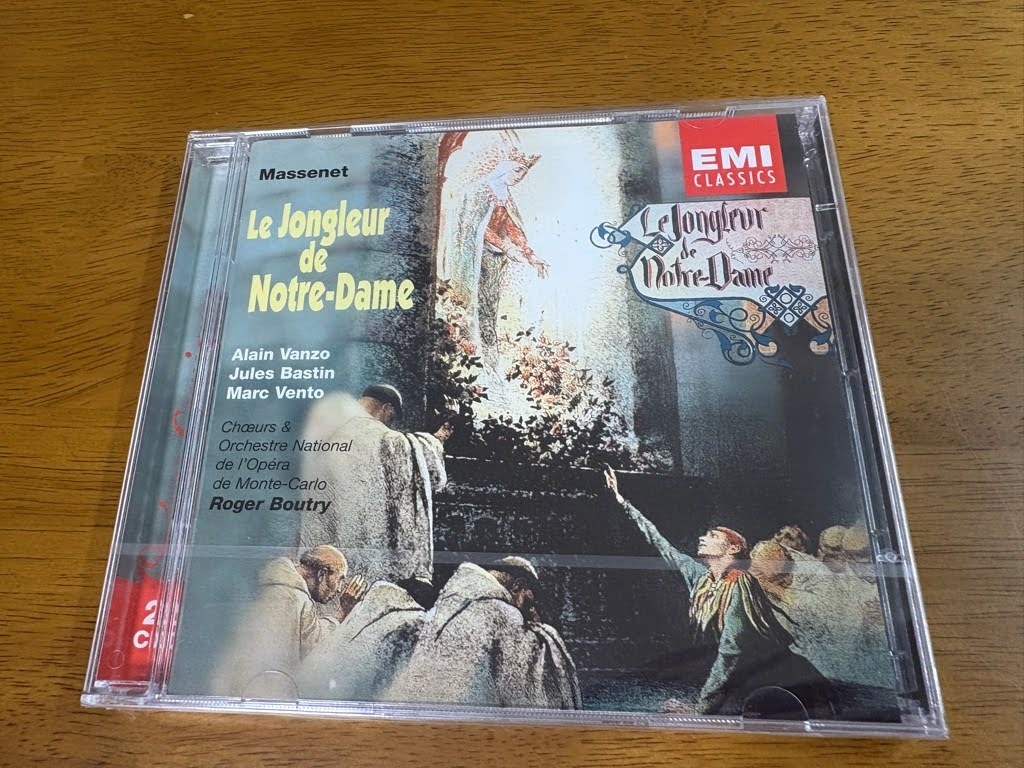 Massenet
Le Jongleur
de
Notre-Dame
Alain Vanzo
Jules Bastin
Marc Vento
Chœurs &
Orchestre National
de l'Opéra
de Monte-Carlo
Roger Boutry
EMI
CLASSICS
Le Jongleur
de
Notre-Dame
2